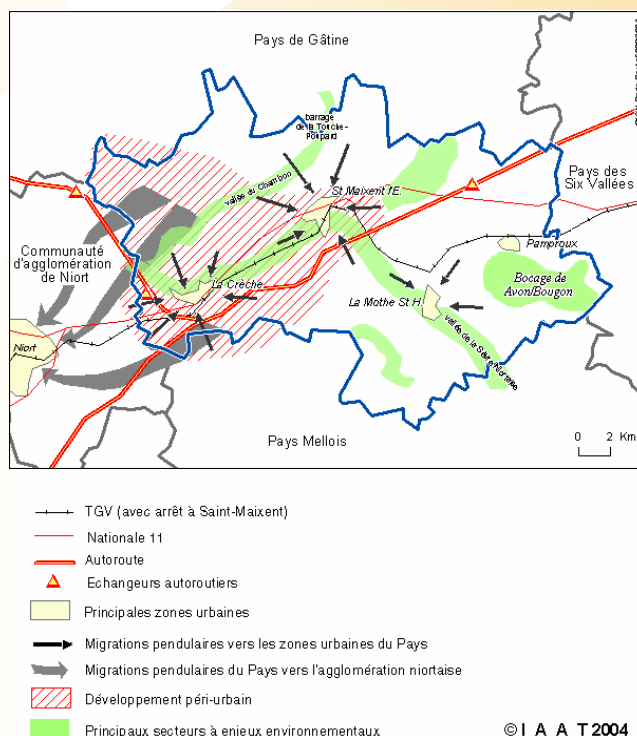 Pays de Gâtine
barrage
de la Touche-
Poupard
vallée du Chambon
St Maixent l'E.
Pays des
Six Vallées
Communauté
d'agglomération
de Niort
Pamproux
La Crèche
Bocage de
Avon/Bougon
La Mothe St H.
Niort
vallée de la Sèvre Niortaise
Pays Mellois
0 2 Km
TGV (avec arrêt à Saint-Maixent)
Nationale 11
Autoroute
Echangeurs autoroutiers
Principales zones urbaines
Migrations pendulaires vers les zones urbaines du Pays
Migrations pendulaires du Pays vers l'agglomération niortaise
Développement péri-urbain
Principaux secteurs à enjeux environnementaux
© I A A T 2004